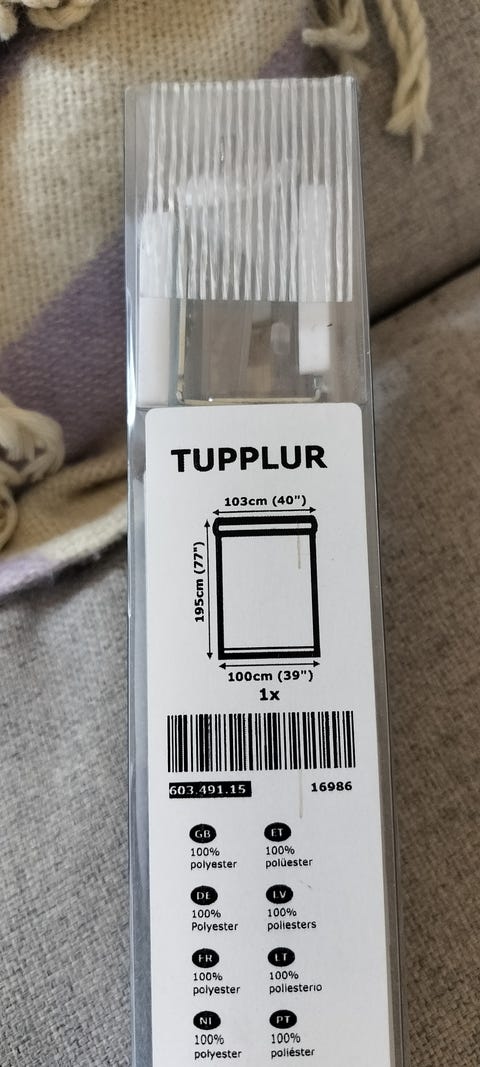 TUPPLUR
103cm (40")
195cm (77")
100cm (39")
1x
603.491.15 16986
GB ET
100% 100%
polyester polüester
DE LV
100% 100%
Polyester poliesters
FR LT
100% 100%
polyester poliesterio
NL PT
100% 100%
polyester poliéster